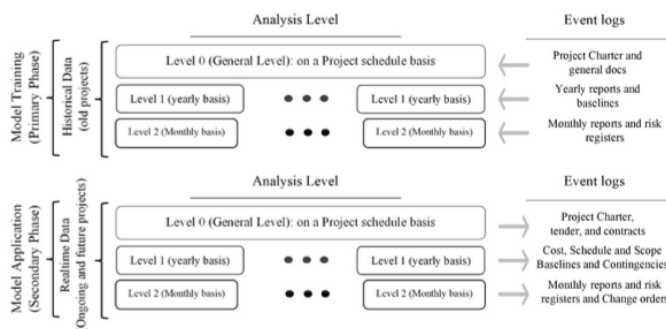 Analysis Level
Event logs
Model Training
(Primary Phase)
Historical Data
(old projects)
Level 0 (General Level): on a Project schedule basis
Project Charter and
general docs
Level 1 (yearly basis)
Level 1 (yearly basis)
Yearly reports and
baselines
Level 2 (Monthly basis)
Level 2 (Monthly basis)
Monthly reports and risk
registers
Analysis Level
Event logs
Model Application
(Secondary Phase)
Realtime Data
Ongoing and future projects)
Level 0 (General Level): on a Project schedule basis
Project Charter,
tender, and contracts
Level 1 (yearly basis)
Level 1 (yearly basis)
Cost, Schedule and Scope
Baselines and Contingencies
Level 2 (Monthly basis)
Level 2 (Monthly basis)
Monthly reports and risk
registers and Change orders